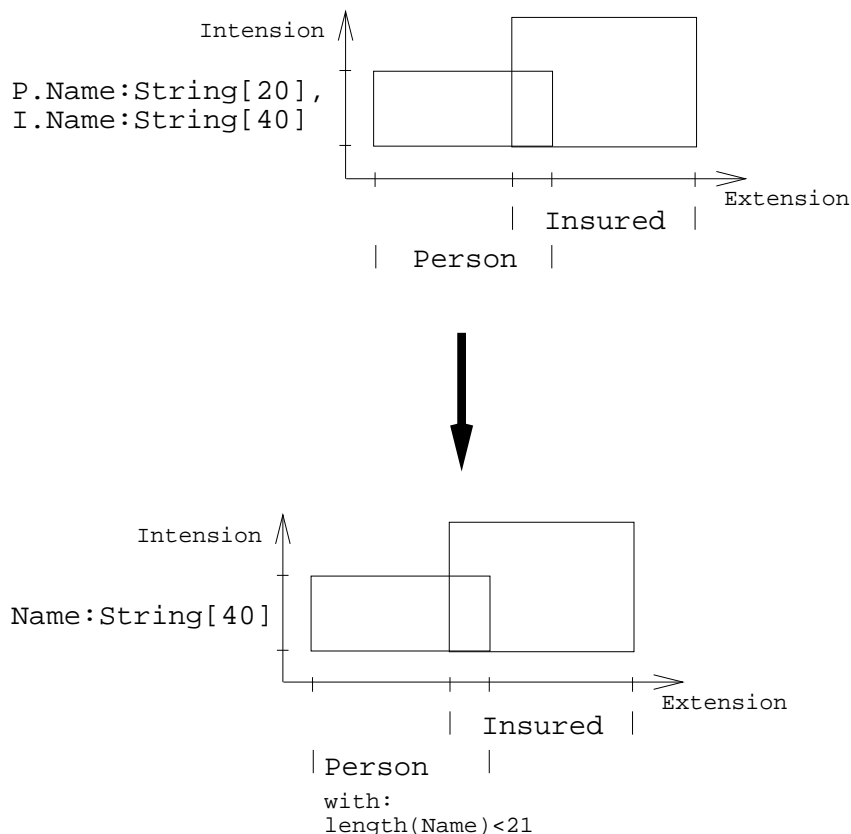 Intension
P.Name:String[20],
I.Name:String[40]
Extension
Insured
Person
Intension
Name:String[40]
Extension
Insured
Person
with:
length(Name)<21